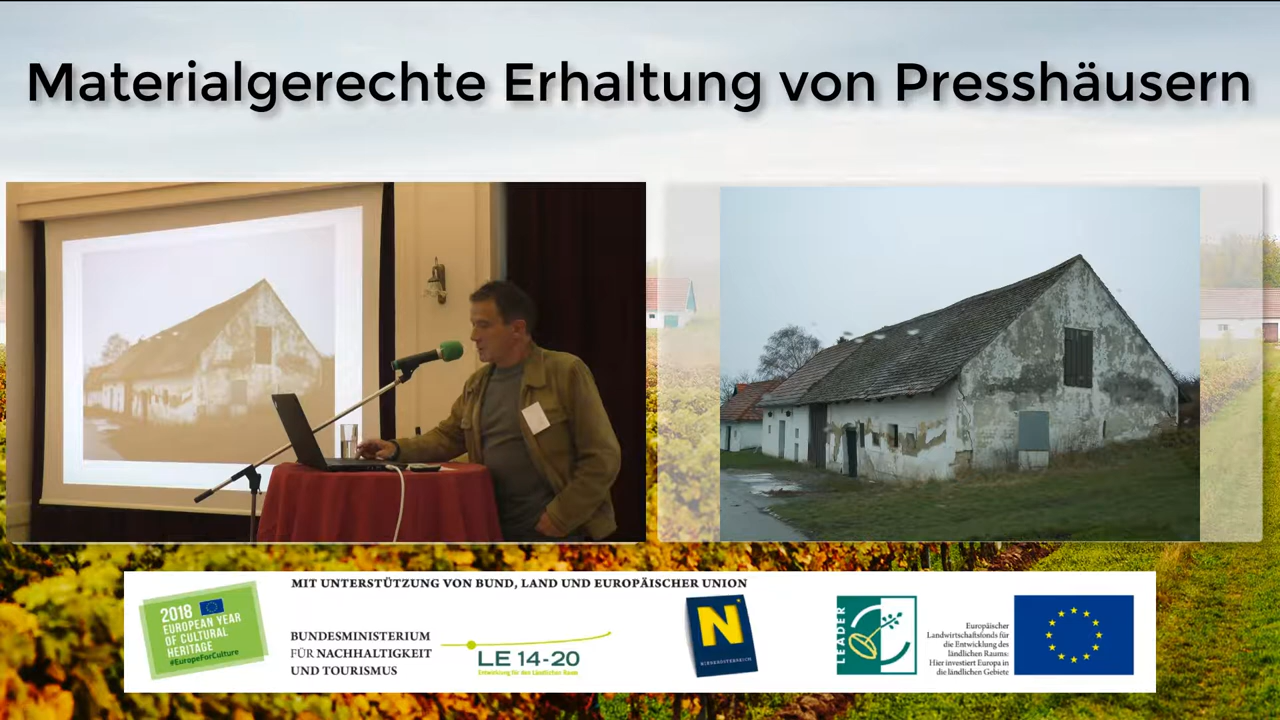 Materialgerechte Erhaltung von Presshäusern
MIT UNTERSTÜTZUNG VON BUND, LAND UND EUROPÄISCHER UNION
2018
EUROPEAN YEAR
OF CULTURAL
HERITAGE
#EuropeForCulture
BUNDESMINISTERIUM
FÜR NACHHALTIGKEIT
UND TOURISMUS
LE 14-20
Entwicklung für den Ländlichen Raum
N
NIEDERÖSTERREICH
LEADER
Europäischer
Landwirtschaftsfonds für
die Entwicklung des
ländlichen Raums:
Hier investiert Europa in
die ländlichen Gebiete